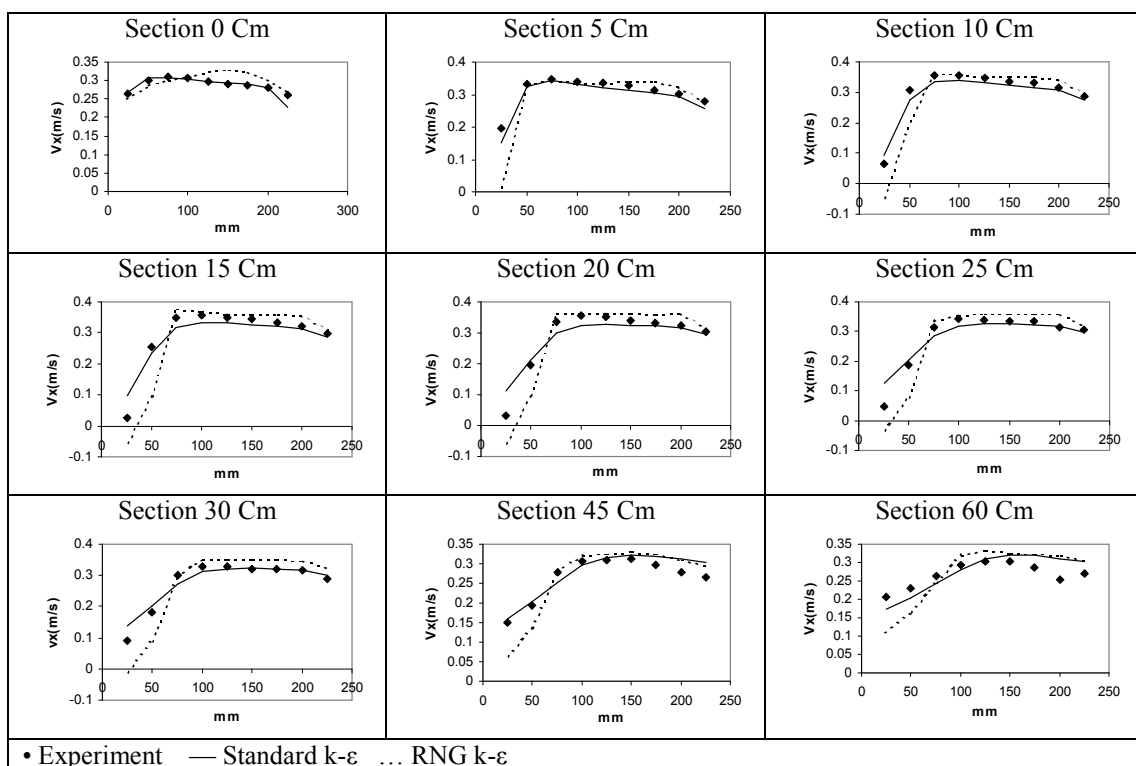 Section 0 Cm
0.35
0.3
0.25
0.2
0.15
0.1
0.05
0
Vx(m/s)
0 100 200 300
mm
Section 5 Cm
0.4
0.3
0.2
0.1
0
Vx(m/s)
0 50 100 150 200 250
mm
Section 10 Cm
0.4
0.3
0.2
0.1
0
-0.1
Vx(m/s)
0 50 100 150 200 250
mm
Section 15 Cm
0.4
0.3
0.2
0.1
0
-0.1
Vx(m/s)
0 50 100 150 200 250
mm
Section 20 Cm
0.4
0.3
0.2
0.1
0
-0.1
Vx(m/s)
0 50 100 150 200 250
mm
Section 25 Cm
0.4
0.3
0.2
0.1
0
-0.1
Vx(m/s)
0 50 100 150 200 250
mm
Section 30 Cm
0.4
0.3
0.2
0.1
0
-0.1
vx(m/s)
0 50 100 150 200 250
mm
Section 45 Cm
0.35
0.3
0.25
0.2
0.15
0.1
0.05
0
Vx(m/s)
0 50 100 150 200 250
mm
Section 60 Cm
0.35
0.3
0.25
0.2
0.15
0.1
0.05
0
Vx(m/s)
0 50 100 150 200 250
mm
• Experiment — Standard k-ε … RNG k-ε